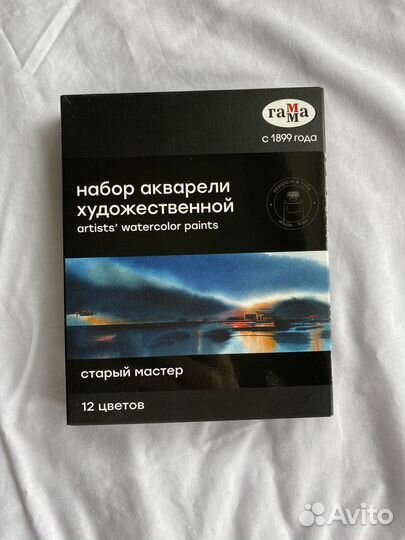 гамма
с 1899 года
набор акварели
художественной
artists' watercolor paints
старый мастер
12 цветов
Avito